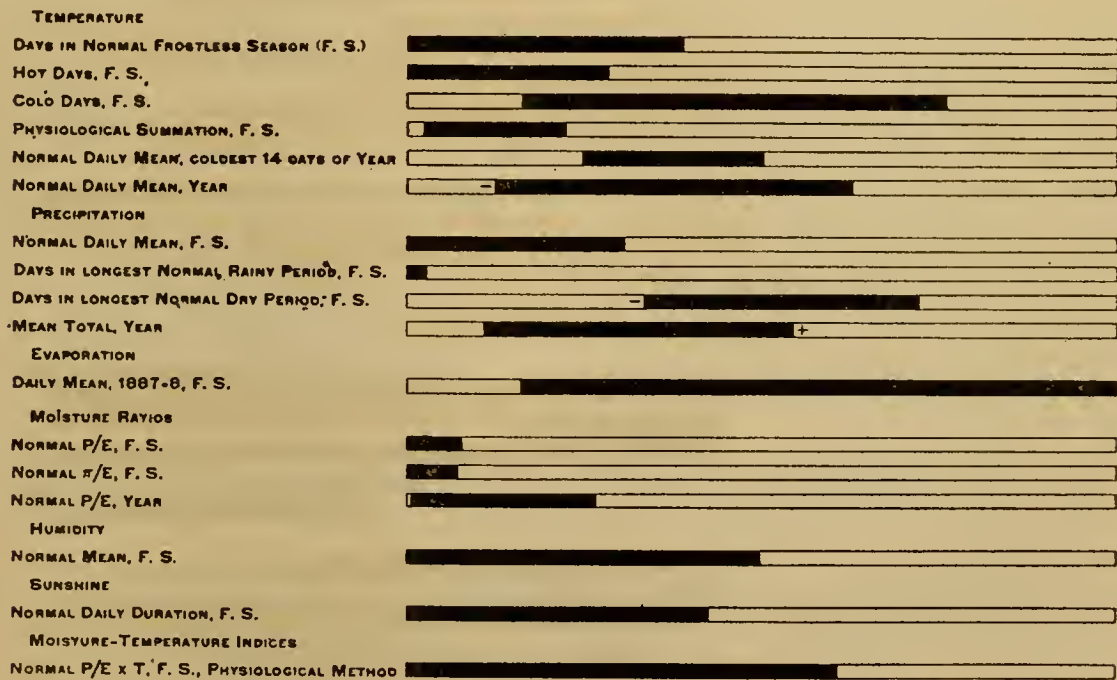 TEMPERATURE
DAYS IN NORMAL FROSTLESS SEASON (F. S.)
HOT DAYS, F. S.
COLD DAYS, F. S.
PHYSIOLOGICAL SUMMATION, F. S.
NORMAL DAILY MEAN, COLDEST 14 DAYS OF YEAR
NORMAL DAILY MEAN, YEAR –
PRECIPITATION
NORMAL DAILY MEAN, F. S.
DAYS IN LONGEST NORMAL RAINY PERIOD, F. S.
DAYS IN LONGEST NORMAL DRY PERIOD, F. S. –
MEAN TOTAL, YEAR +
EVAPORATION
DAILY MEAN, 1887-8, F. S.
MOISTURE RATIOS
NORMAL P/E, F. S.
NORMAL π/E, F. S.
NORMAL P/E, YEAR
HUMIDITY
NORMAL MEAN, F. S.
SUNSHINE
NORMAL DAILY DURATION, F. S.
MOISTURE-TEMPERATURE INDICES
NORMAL P/E x T, F. S., PHYSIOLOGICAL METHOD